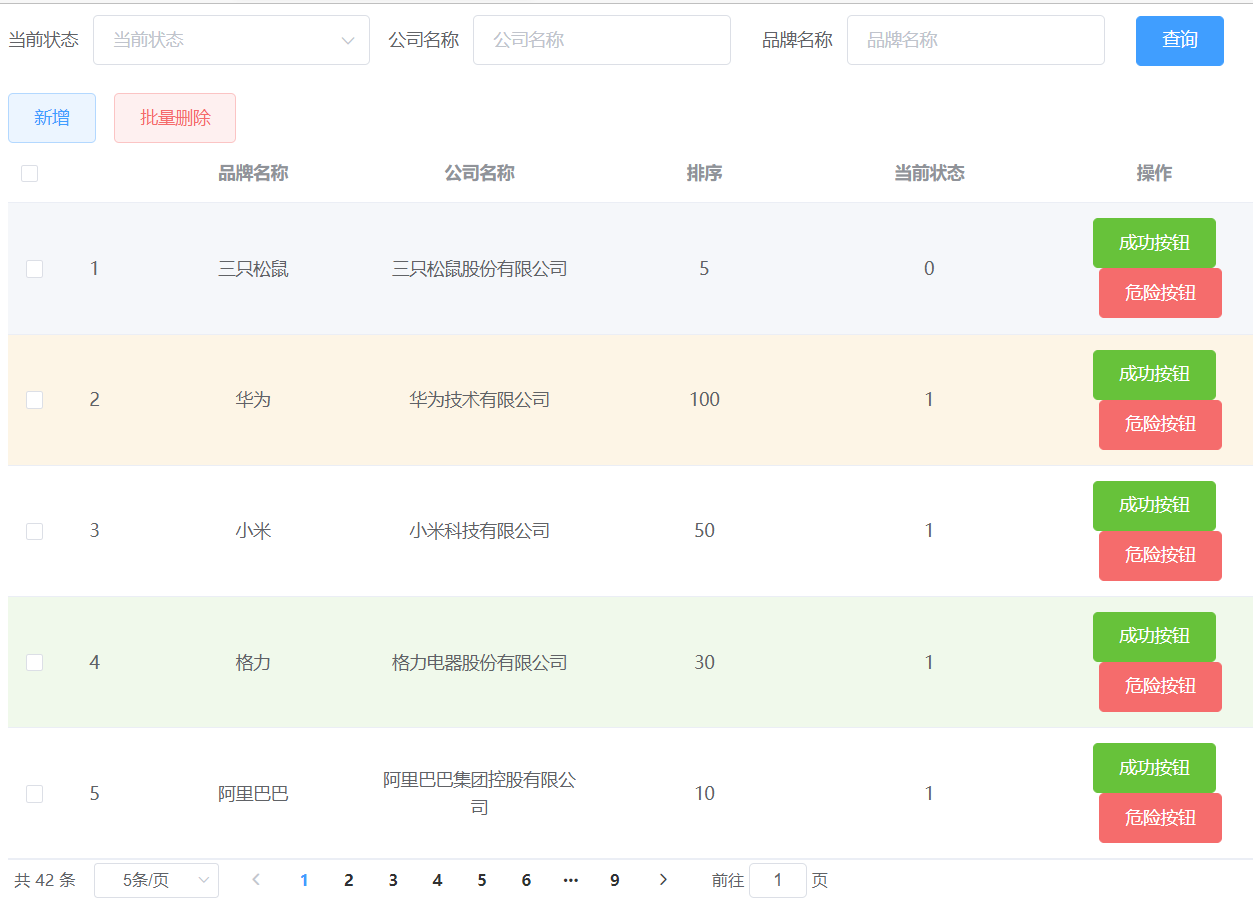 当前状态 当前状态 公司名称 公司名称 品牌名称 品牌名称 查询
新增 批量删除
品牌名称 公司名称 排序 当前状态 操作
1 三只松鼠 三只松鼠股份有限公司 5 0 成功按钮
危险按钮
2 华为 华为技术有限公司 100 1 成功按钮
危险按钮
3 小米 小米科技有限公司 50 1 成功按钮
危险按钮
4 格力 格力电器股份有限公司 30 1 成功按钮
危险按钮
5 阿里巴巴 阿里巴巴集团控股有限公 10 1 成功按钮
司 危险按钮
共 42 条 5条/页 1 2 3 4 5 6 ··· 9 前往 1 页